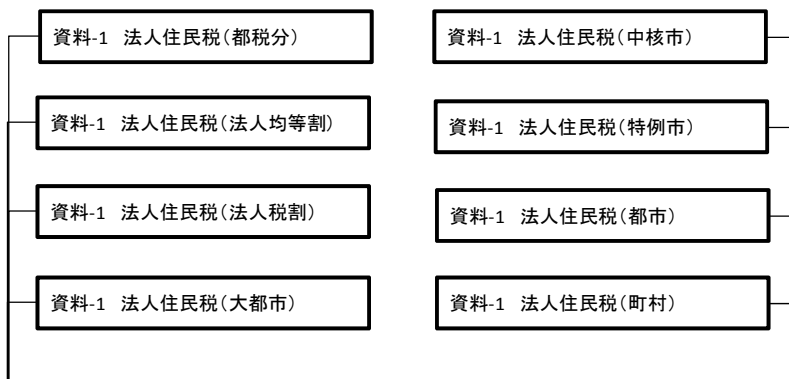 資料-1 法人住民税(都税分)
資料-1 法人住民税(法人均等割)
資料-1 法人住民税(法人税割)
資料-1 法人住民税(大都市)
資料-1 法人住民税(中核市)
資料-1 法人住民税(特例市)
資料-1 法人住民税(都市)
資料-1 法人住民税(町村)